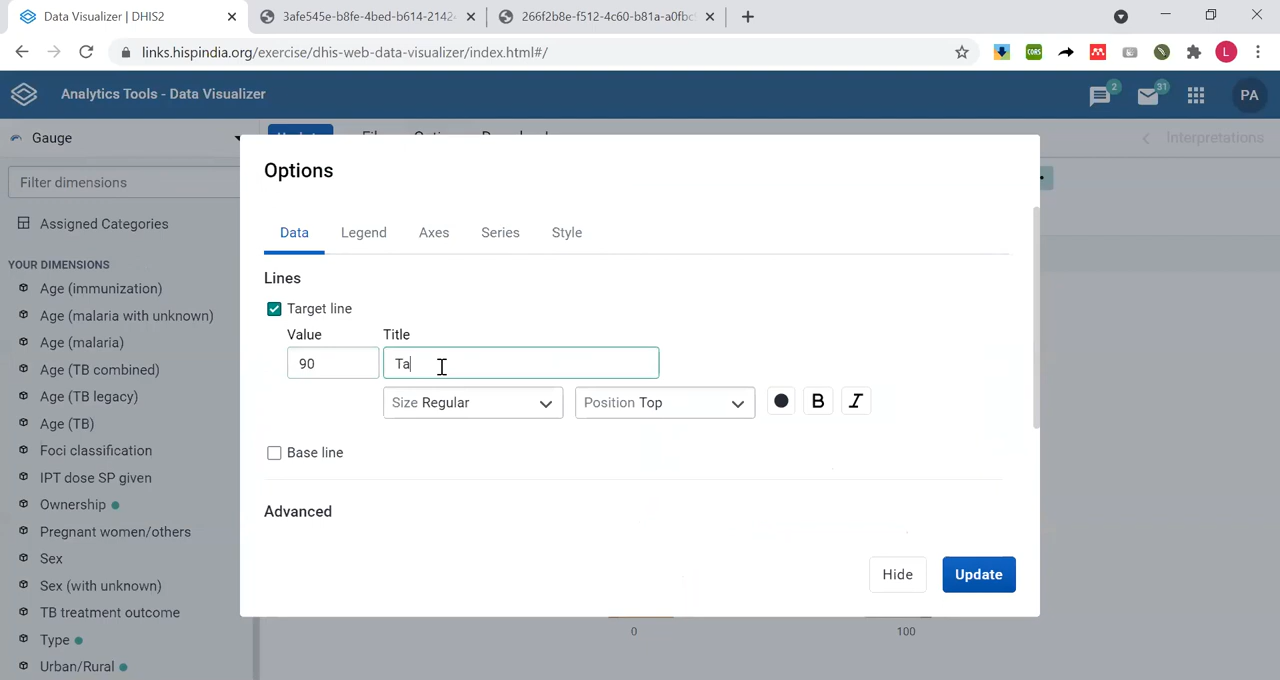 Data Visualizer | DHIS2
3afe545e-b8fe-4bed-b614-2142
266f2b8e-f512-4c60-b81a-a0fbc
links.hispindia.org/exercise/dhis-web-data-visualizer/index.html#/
CORS
L
Analytics Tools - Data Visualizer
2
31
PA
Gauge
Interpretations
Filter dimensions
Assigned Categories
YOUR DIMENSIONS
Age (immunization)
Age (malaria with unknown)
Age (malaria)
Age (TB combined)
Age (TB legacy)
Age (TB)
Foci classification
IPT dose SP given
Ownership
Pregnant women/others
Sex
Sex (with unknown)
TB treatment outcome
Type
Urban/Rural
Options
Data Legend Axes Series Style
Lines
Target line
Value Title
90 Ta
Size Regular Position Top B I
Base line
Advanced
Hide Update
0 100